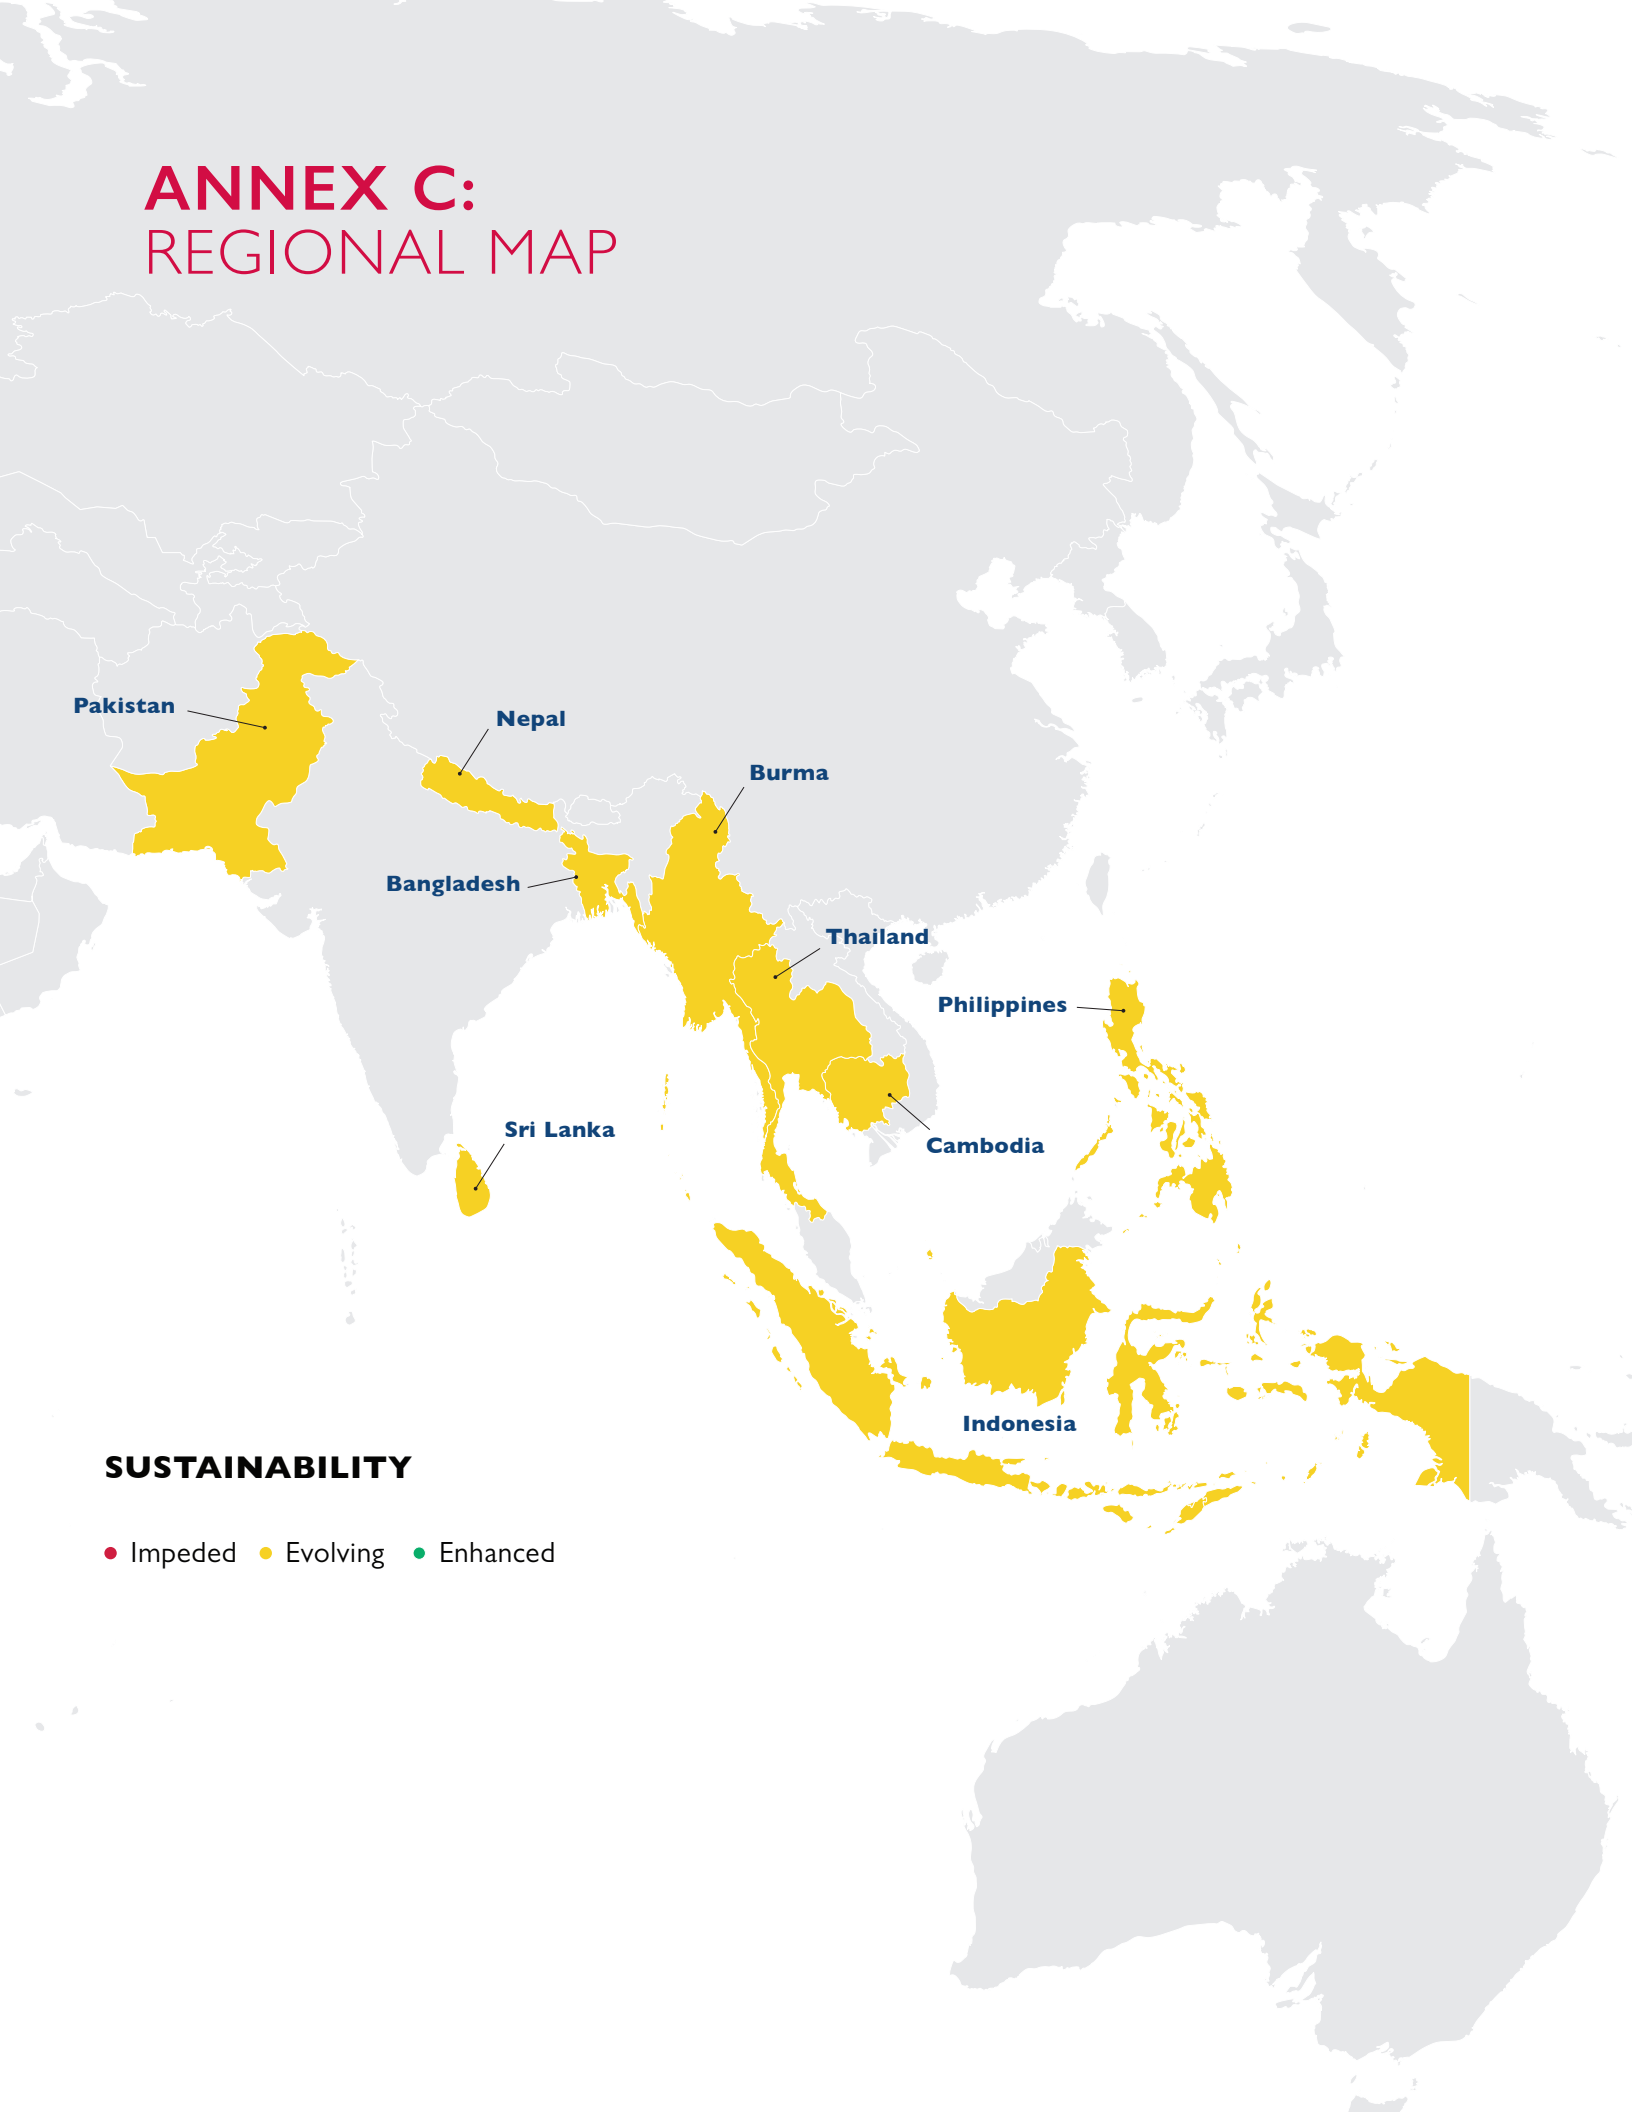 ANNEX C:
REGIONAL MAP
Pakistan
Nepal
Burma
Bangladesh
Thailand
Philippines
Sri Lanka
Cambodia
Indonesia
SUSTAINABILITY
Impeded Evolving Enhanced